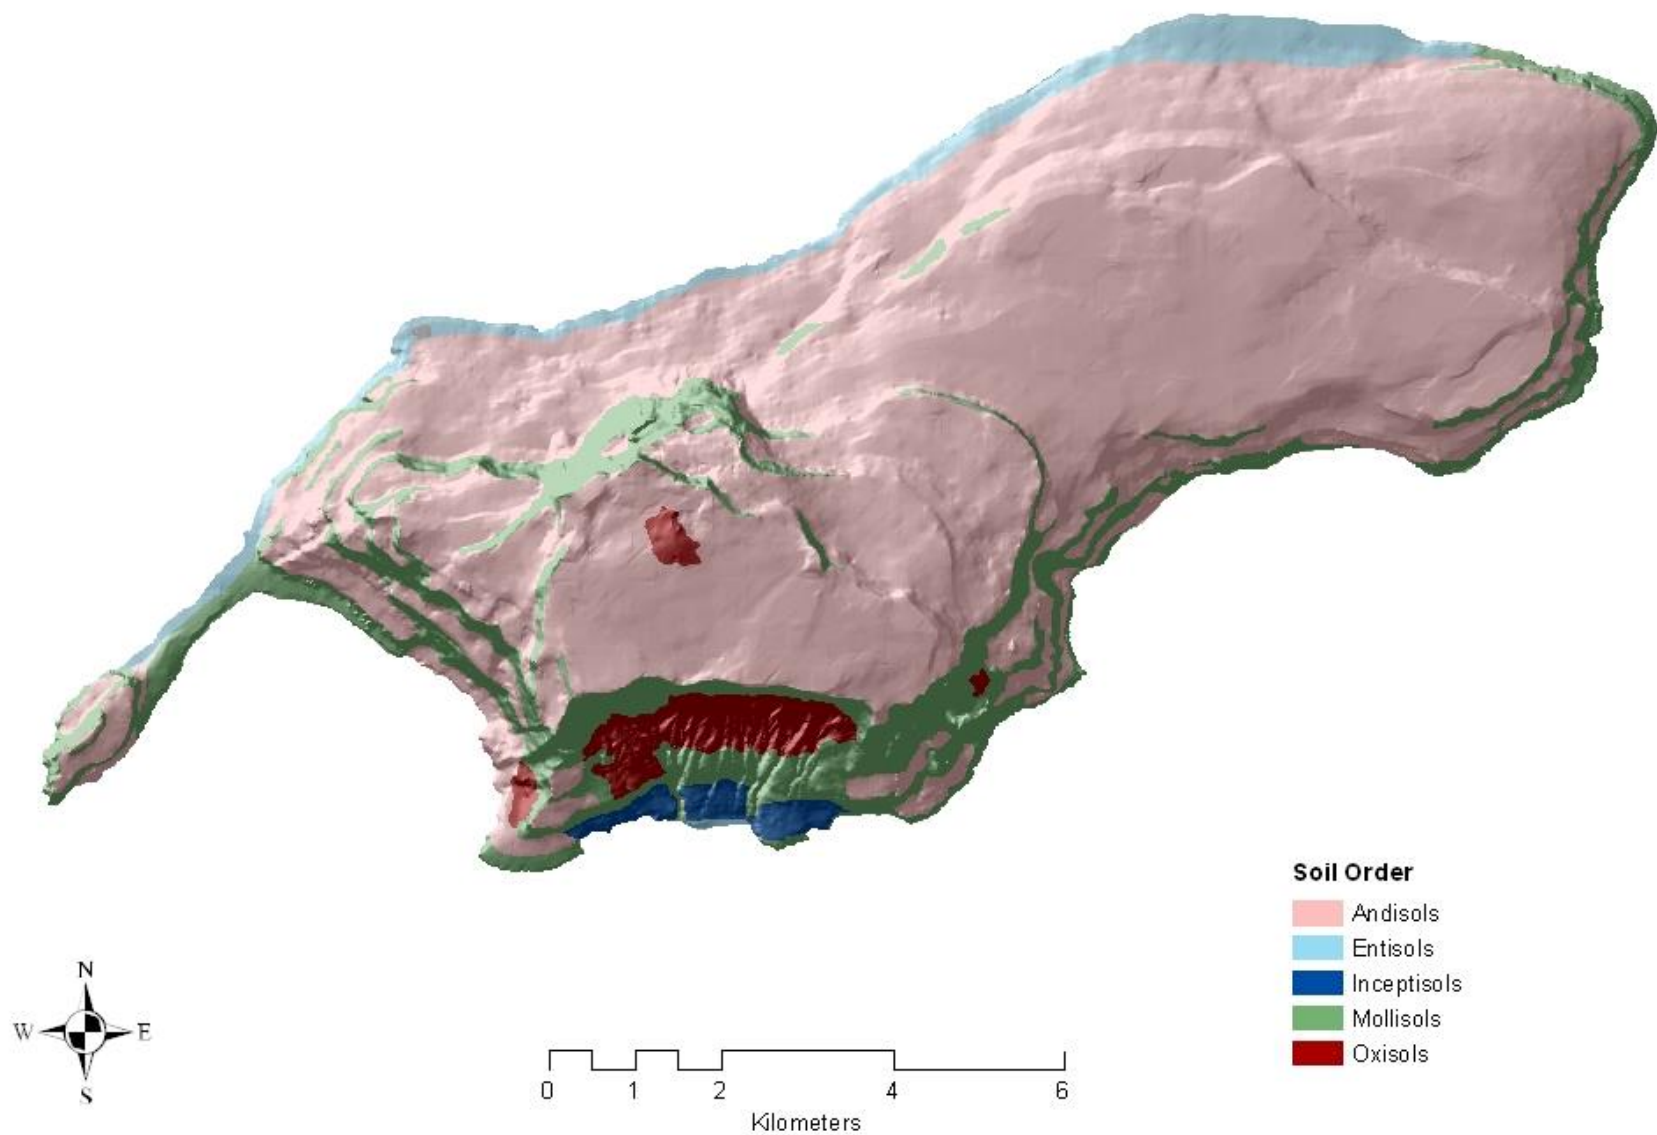 Soil Order
Andisols
Entisols
Inceptisols
Mollisols
Oxisols
N
W E
S
0 1 2 4 6
Kilometers